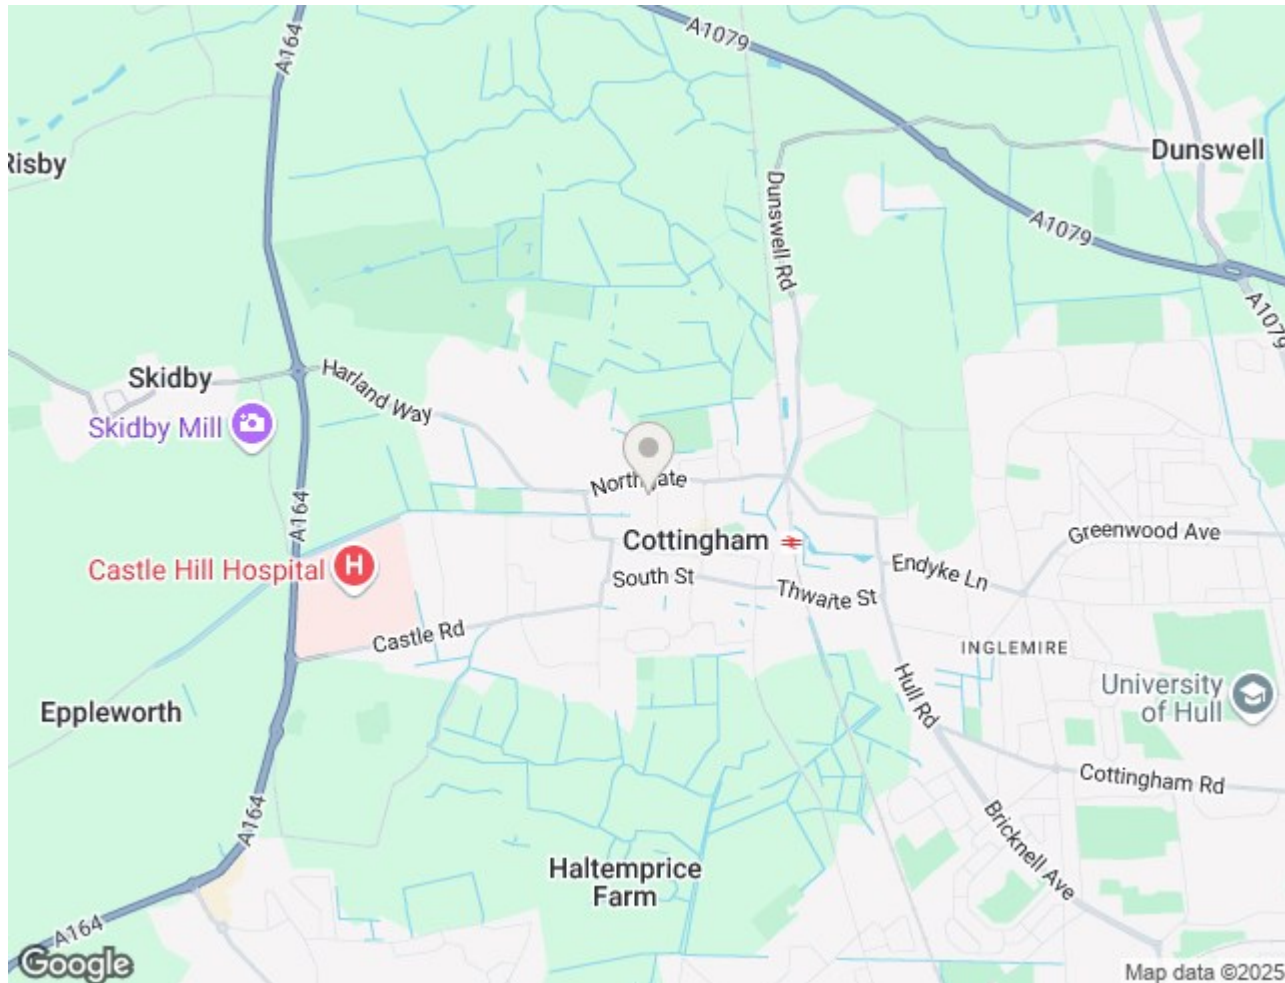 A164
A1079
Risby
Dunswell
Dunswell Rd
A1079
A1079
Skidby
Harland Way
Skidby Mill
Northgate
A164
Cottingham
Greenwood Ave
Castle Hill Hospital
H
South St
Endyke Ln
Thwaite St
Castle Rd
INGLEMIRE
Hull Rd
University
of Hull
Eppleworth
Cottingham Rd
A164
Bricknell Ave
Haltemprice
Farm
A164
Google
Map data ©2025